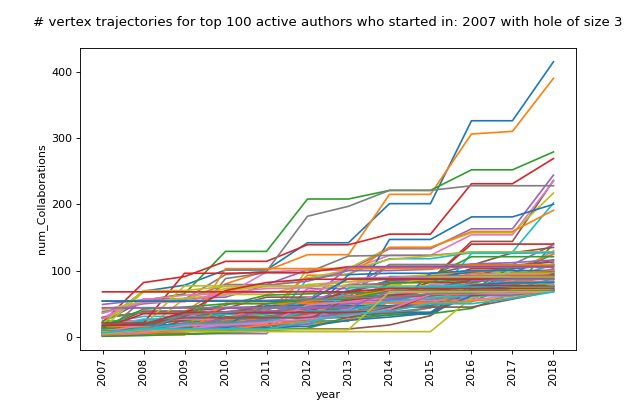 # vertex trajectories for top 100 active authors who started in: 2007 with hole of size 3
400
300
200
100
0
num_Collaborations
2007 2008 2009 2010 2011 2012 2013 2014 2015 2016 2017 2018
year